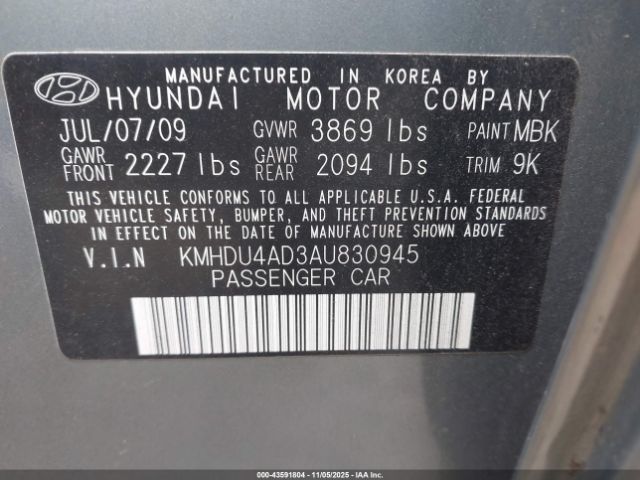 MANUFACTURED IN KOREA BY
HYUNDAI MOTOR COMPANY
JUL/07/09 GVWR 3869 lbs PAINT MBK
GAWR FRONT 2227 lbs GAWR REAR 2094 lbs TRIM 9K
THIS VEHICLE CONFORMS TO ALL APPLICABLE U.S.A. FEDERAL
MOTOR VEHICLE SAFETY, BUMPER, AND THEFT PREVENTION STANDARDS
IN EFFECT ON THE DATE OF MANUFACTURE SHOWN ABOVE
V.I.N KMHDU4AD3AU830945
PASSENGER CAR
000-43591804 - 11/05/2025 - IAAI.COM